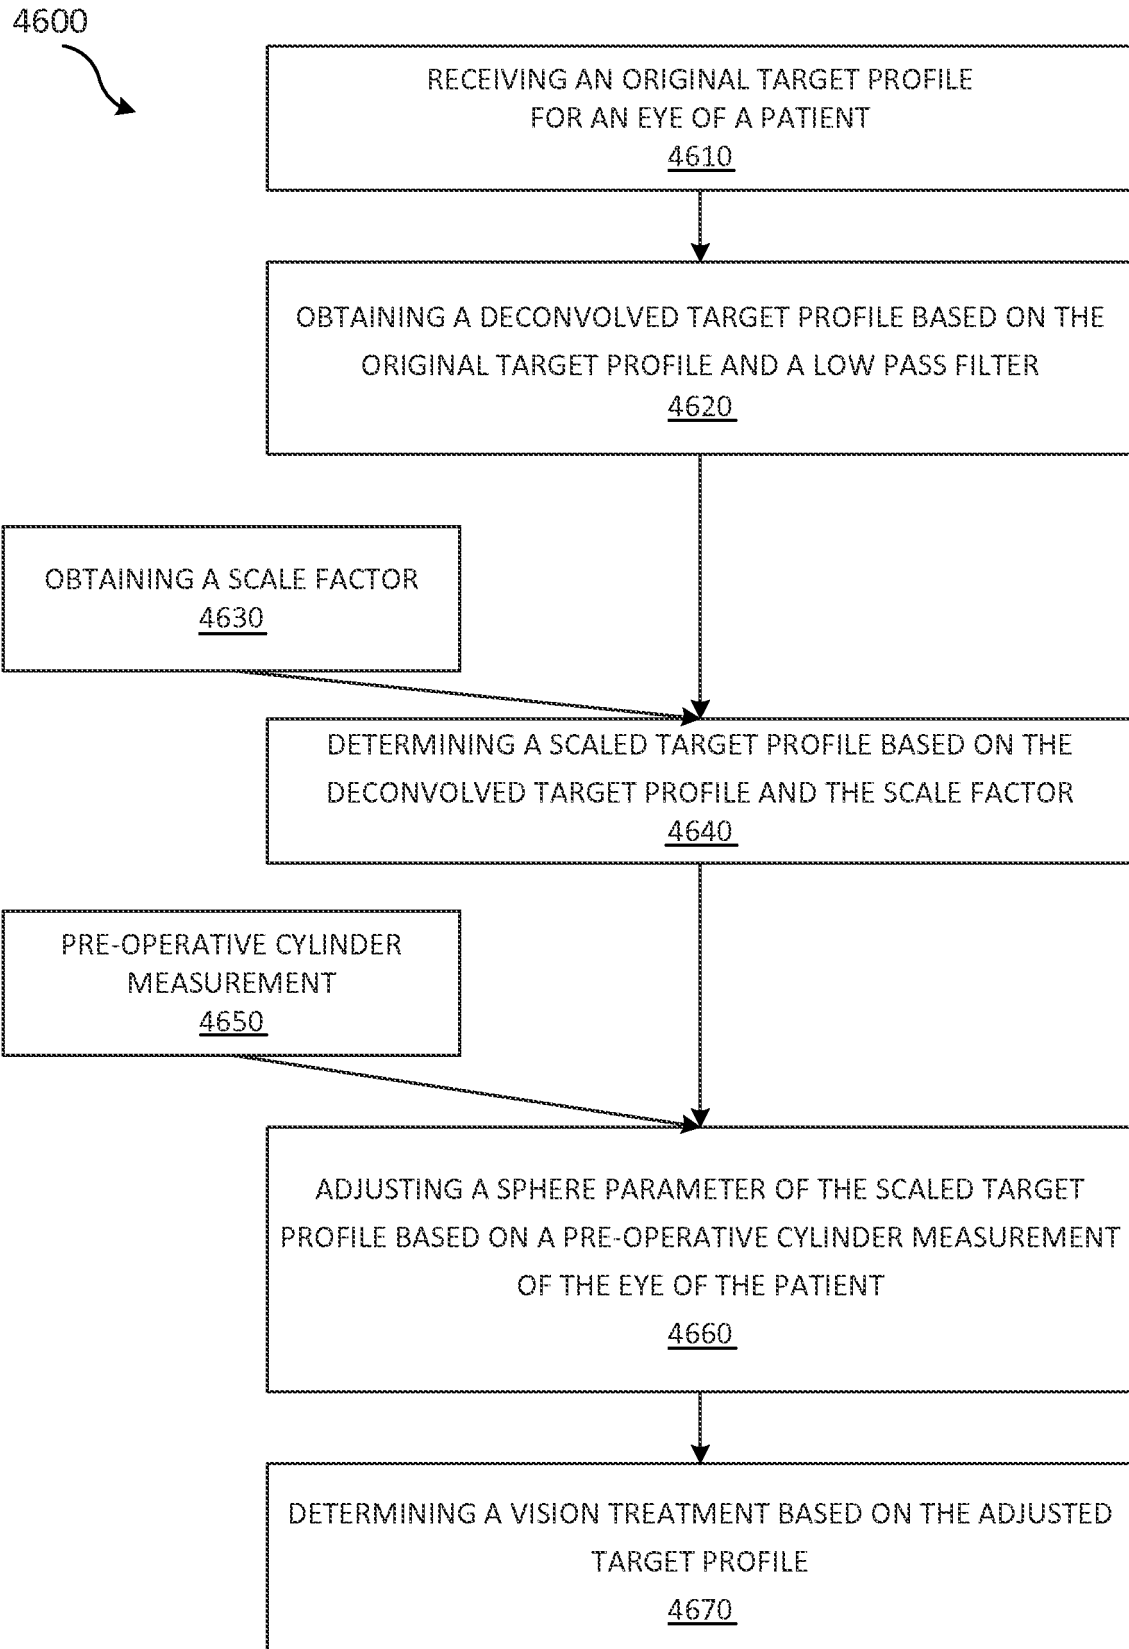 4600
RECEIVING AN ORIGINAL TARGET PROFILE
FOR AN EYE OF A PATIENT
4610
OBTAINING A DECONVOLVED TARGET PROFILE BASED ON THE
ORIGINAL TARGET PROFILE AND A LOW PASS FILTER
4620
OBTAINING A SCALE FACTOR
4630
DETERMINING A SCALED TARGET PROFILE BASED ON THE
DECONVOLVED TARGET PROFILE AND THE SCALE FACTOR
4640
PRE-OPERATIVE CYLINDER
MEASUREMENT
4650
ADJUSTING A SPHERE PARAMETER OF THE SCALED TARGET
PROFILE BASED ON A PRE-OPERATIVE CYLINDER MEASUREMENT
OF THE EYE OF THE PATIENT
4660
DETERMINING A VISION TREATMENT BASED ON THE ADJUSTED
TARGET PROFILE
4670